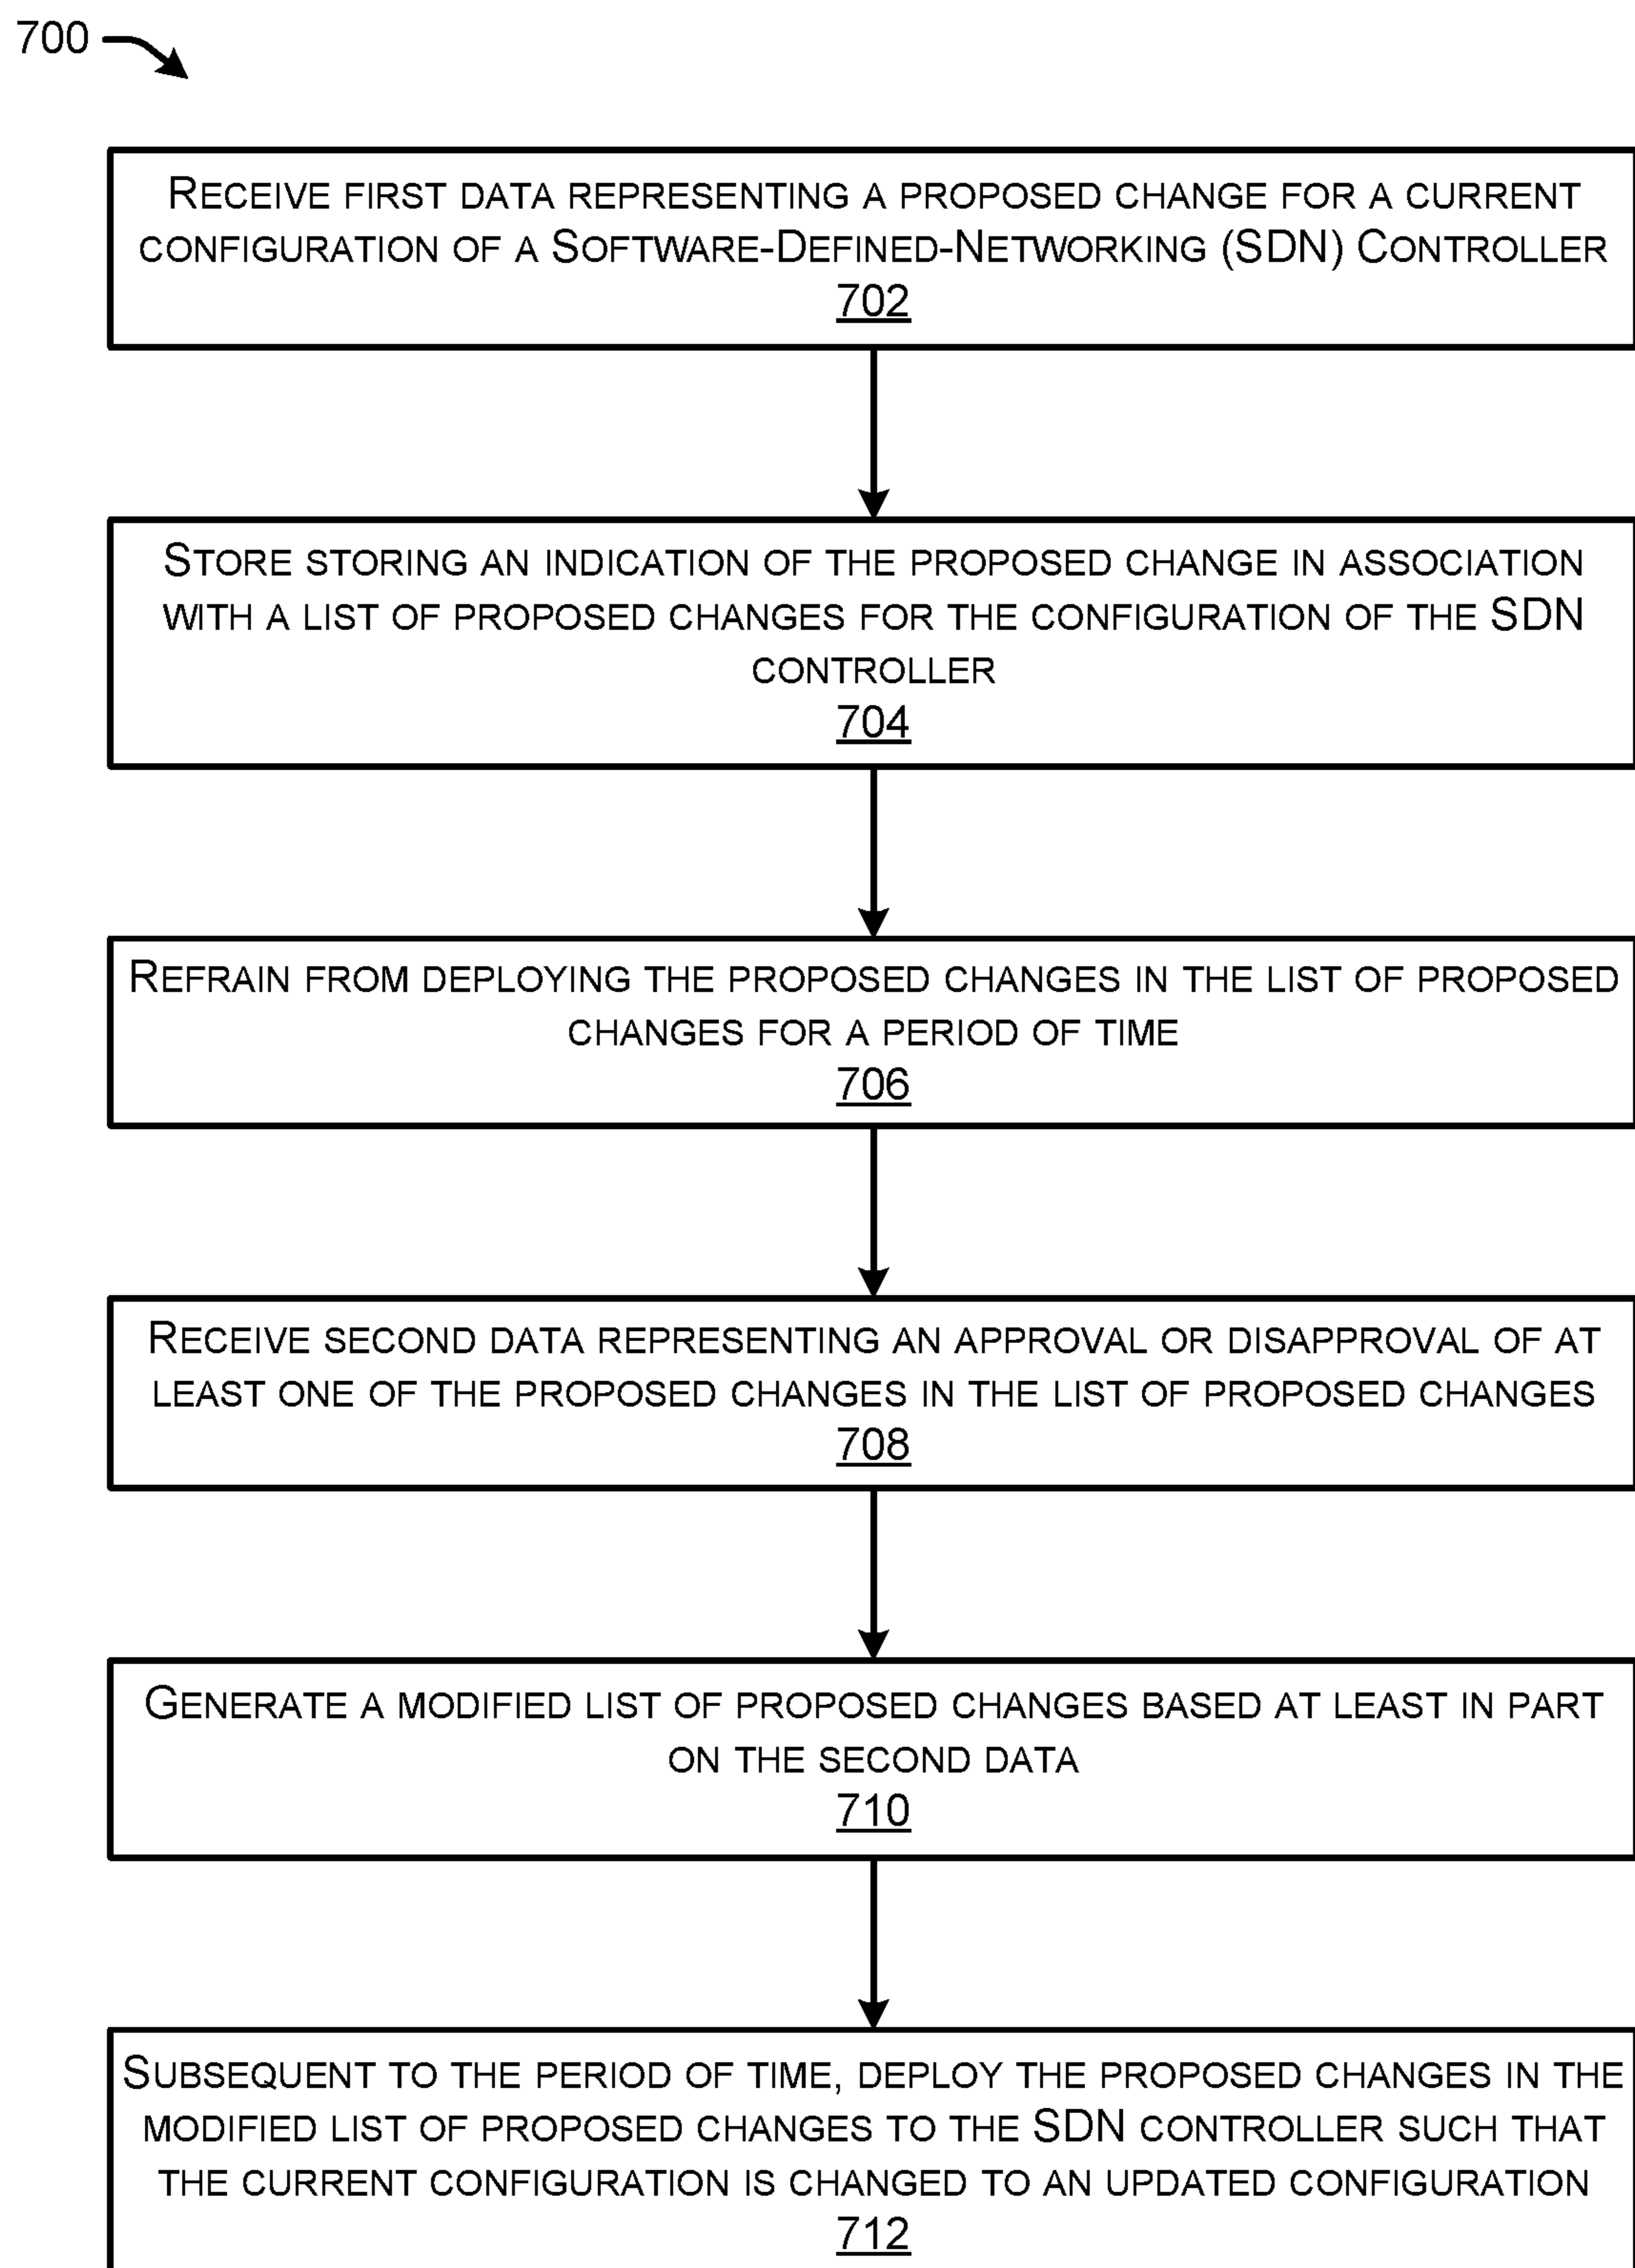 700
RECEIVE FIRST DATA REPRESENTING A PROPOSED CHANGE FOR A CURRENT
CONFIGURATION OF A SOFTWARE-DEFINED-NETWORKING (SDN) CONTROLLER
702
STORE STORING AN INDICATION OF THE PROPOSED CHANGE IN ASSOCIATION
WITH A LIST OF PROPOSED CHANGES FOR THE CONFIGURATION OF THE SDN
CONTROLLER
704
REFRAIN FROM DEPLOYING THE PROPOSED CHANGES IN THE LIST OF PROPOSED
CHANGES FOR A PERIOD OF TIME
706
RECEIVE SECOND DATA REPRESENTING AN APPROVAL OR DISAPPROVAL OF AT
LEAST ONE OF THE PROPOSED CHANGES IN THE LIST OF PROPOSED CHANGES
708
GENERATE A MODIFIED LIST OF PROPOSED CHANGES BASED AT LEAST IN PART
ON THE SECOND DATA
710
SUBSEQUENT TO THE PERIOD OF TIME, DEPLOY THE PROPOSED CHANGES IN THE
MODIFIED LIST OF PROPOSED CHANGES TO THE SDN CONTROLLER SUCH THAT
THE CURRENT CONFIGURATION IS CHANGED TO AN UPDATED CONFIGURATION
712